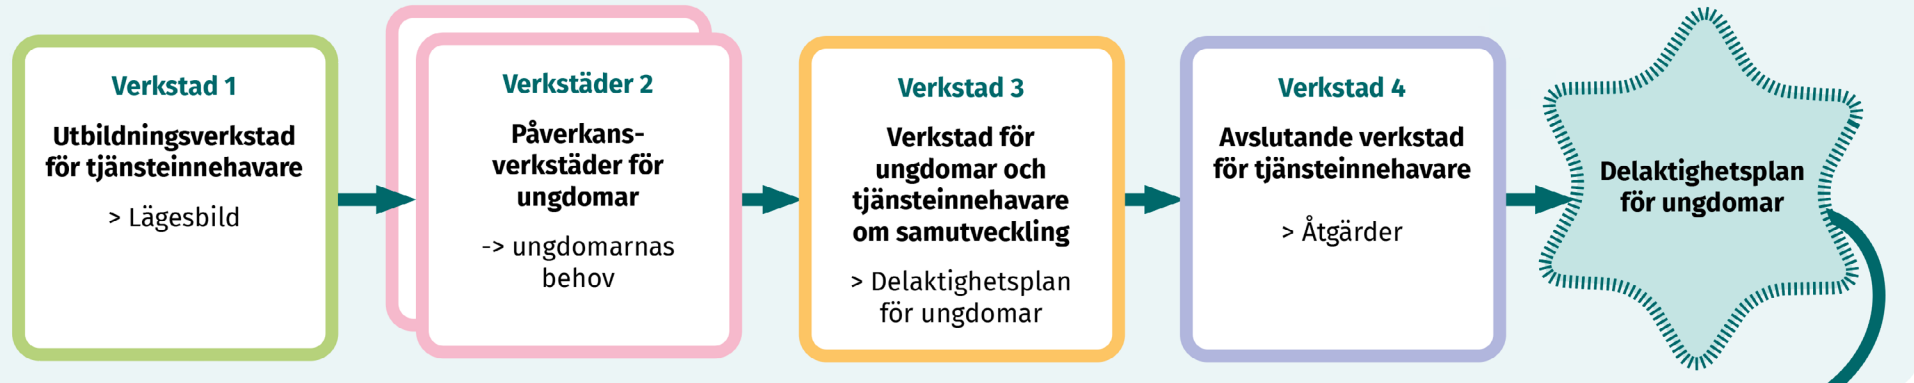 Verkstad 1
Utbildningsverkstad
för tjänsteinnehavare
> Lägesbild
Verkstäder 2
Påverkans-
verkstäder för
ungdomar
-> ungdomarnas
behov
Verkstad 3
Verkstad för
ungdomar och
tjänsteinnehavare
om samutveckling
> Delaktighetsplan
för ungdomar
Verkstad 4
Avslutande verkstad
för tjänsteinnehavare
> Åtgärder
Delaktighetsplan
för ungdomar